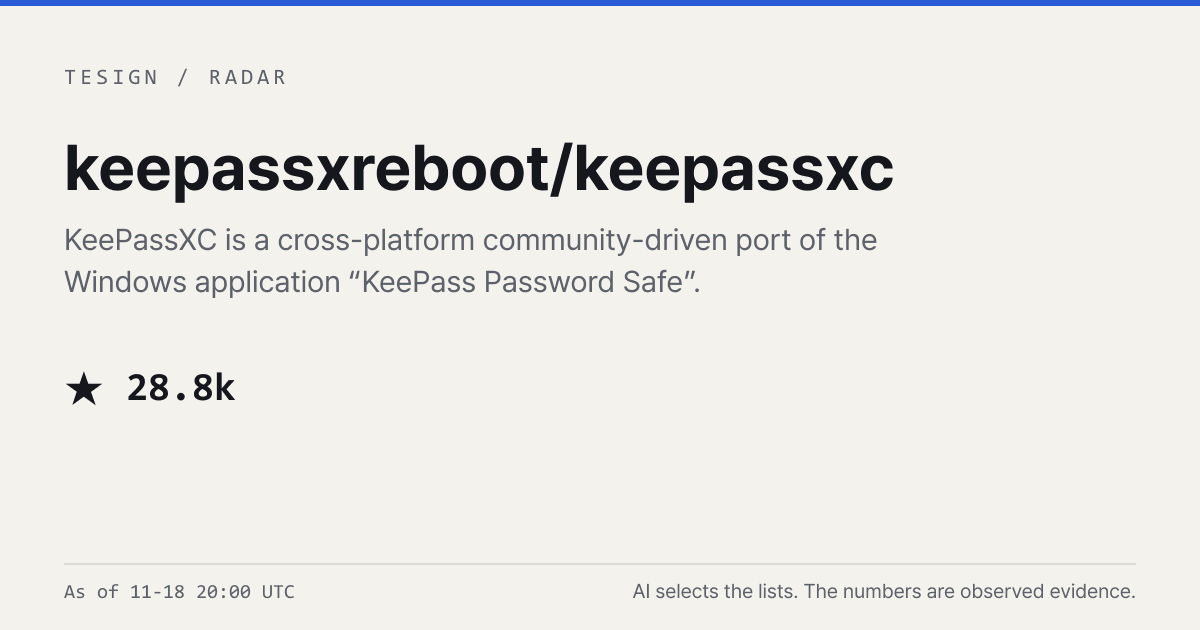 TESIGN / RADAR
keepassxreboot/keepassxc
KeePassXC is a cross-platform community-driven port of the
Windows application “KeePass Password Safe”.
★ 28.8k
As of 11-18 20:00 UTC
AI selects the lists. The numbers are observed evidence.